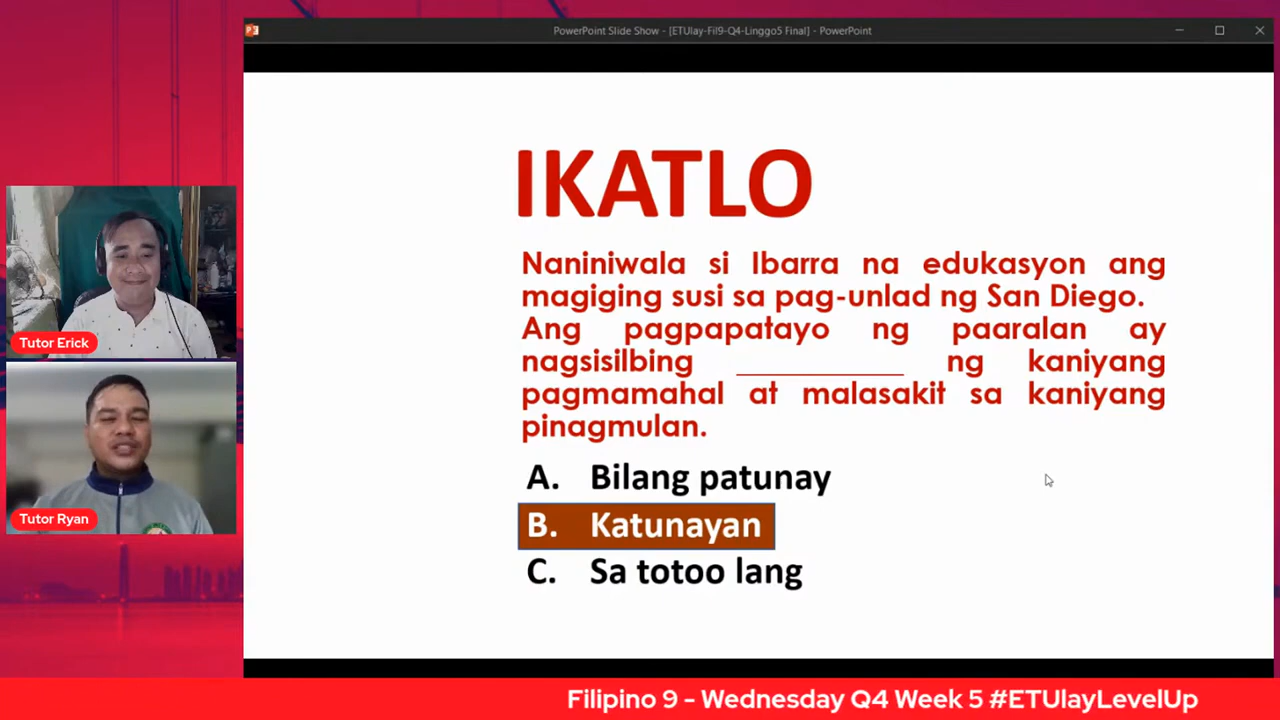 PowerPoint Slide Show - [ETUlay-Fil9-Q4-Linggo5 Final] - PowerPoint
IKATLO
Naniniwala si Ibarra na edukasyon ang
magiging susi sa pag-unlad ng San Diego.
Ang pagpapatayo ng paaralan ay
nagsisilbing ___________ ng kaniyang
pagmamahal at malasakit sa kaniyang
pinagmulan.
A. Bilang patunay
B. Katunayan
C. Sa totoo lang
Tutor Erick
Tutor Ryan
Filipino 9 - Wednesday Q4 Week 5 #ETUlayLevelUp